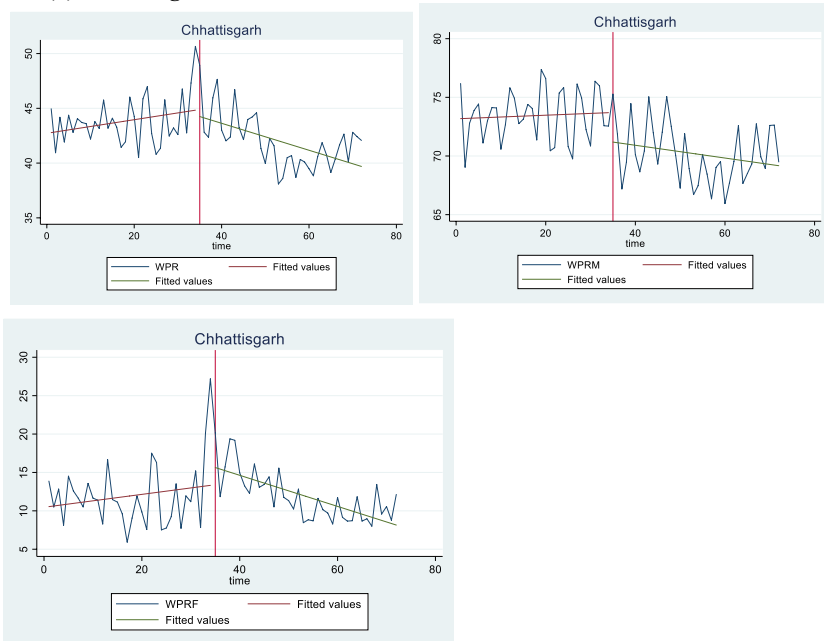 Chhattisgarh
50
45
40
35
0 20 40 60 80
time
WPR Fitted values
Fitted values
Chhattisgarh
80
75
70
65
0 20 40 60 80
time
WPRM Fitted values
Fitted values
Chhattisgarh
30
25
20
15
10
5
0 20 40 60 80
time
WPRF Fitted values
Fitted values